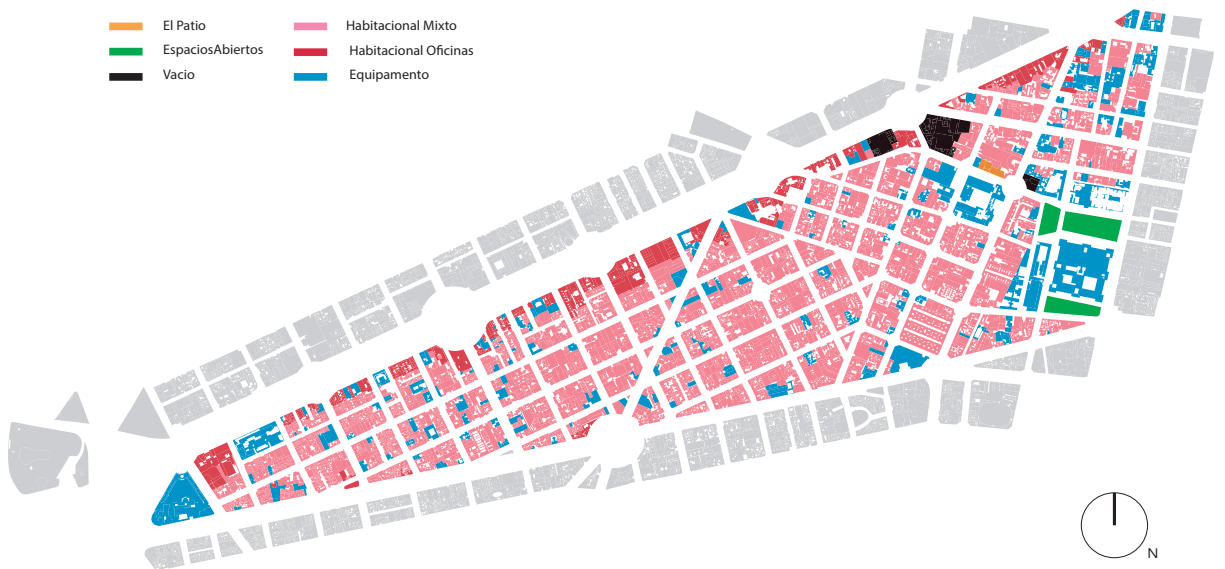 El Patio
EspaciosAbiertos
Vacio
Habitacional Mixto
Habitacional Oficinas
Equipamento
N